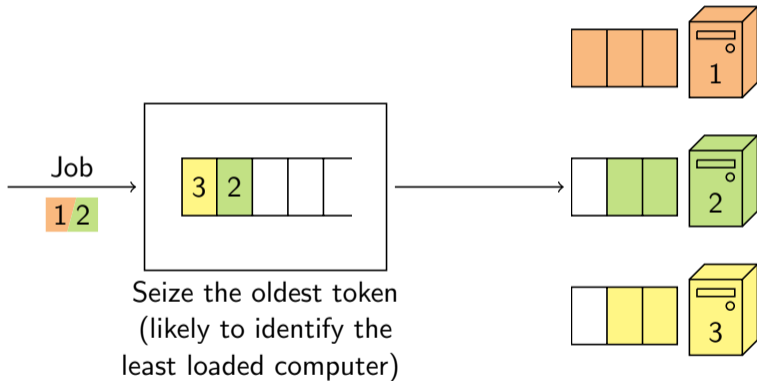 Job
1 2
3 2
Seize the oldest token
(likely to identify the
least loaded computer)
1
2
3